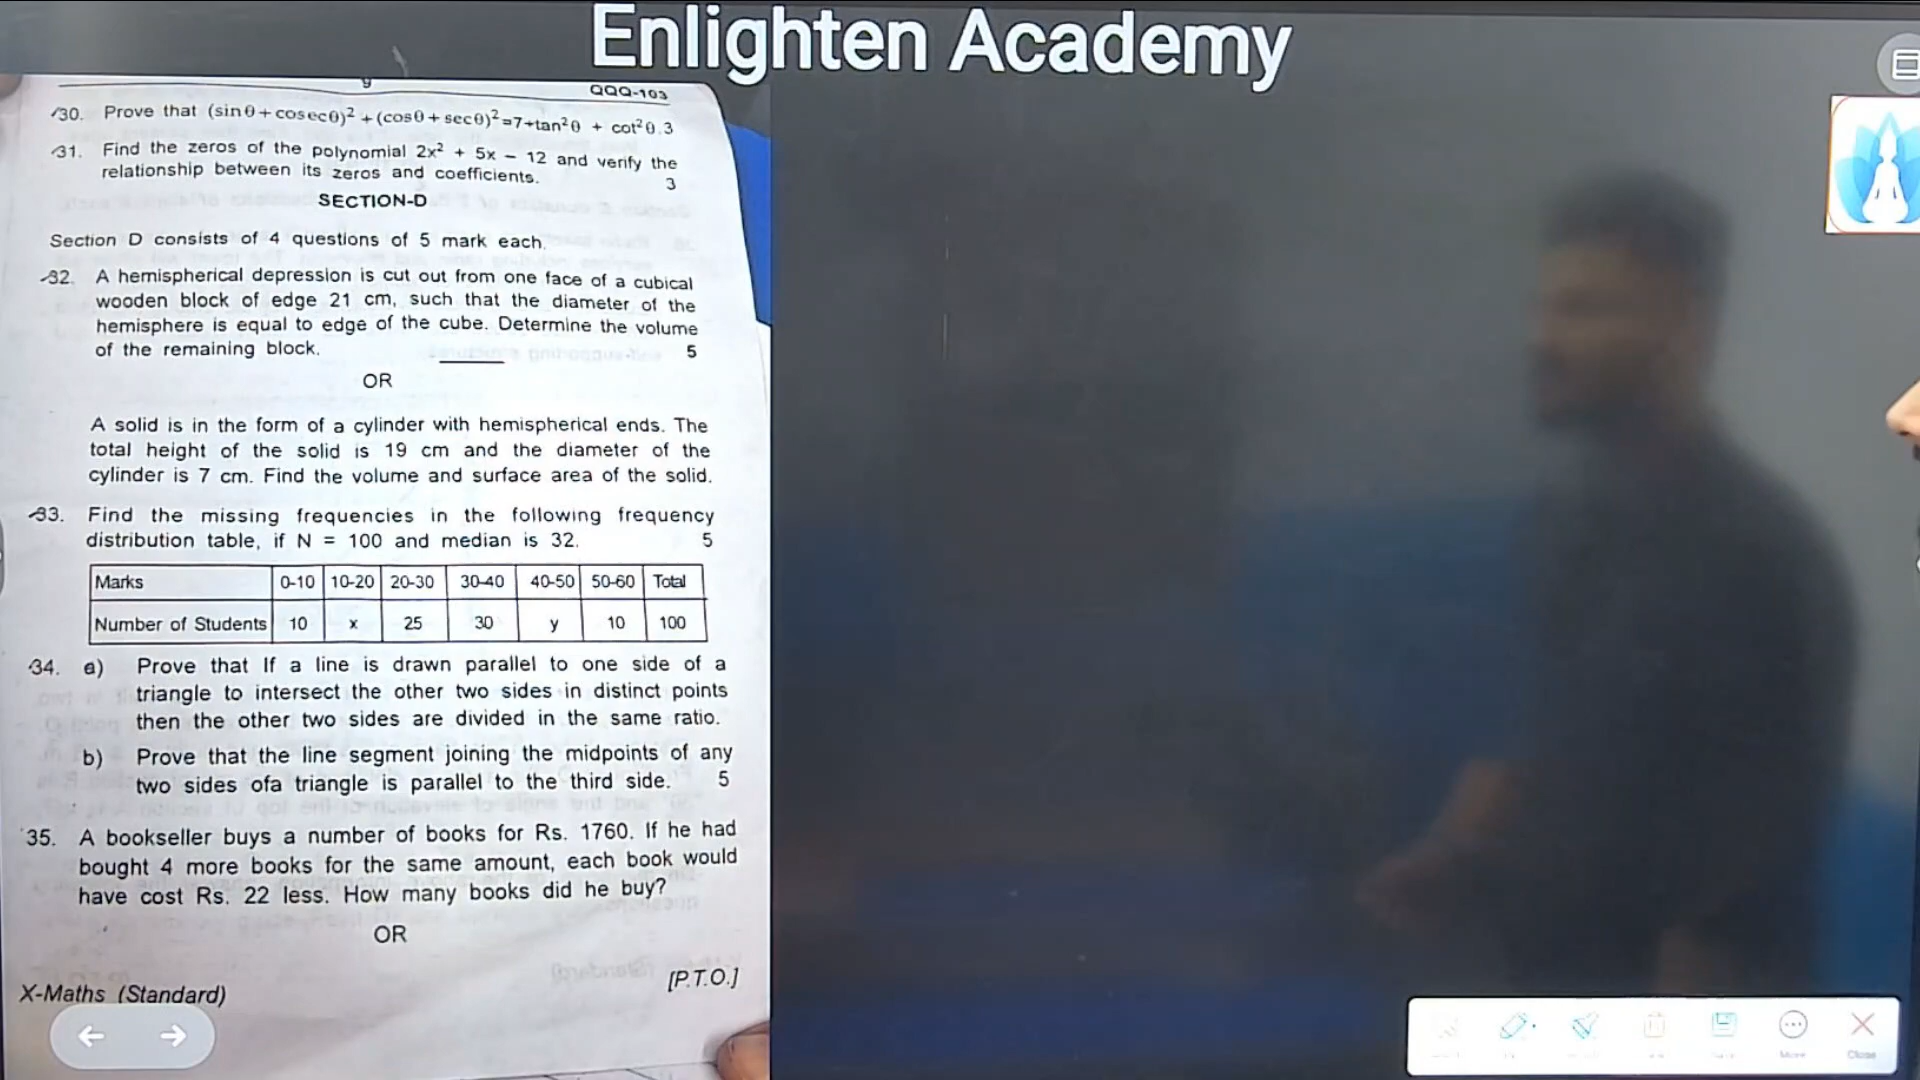 Enlighten Academy
9
QQQ-103
30. Prove that (sinθ+cosecθ)² +(cosθ+secθ)²=7+tan²θ + cot²θ.3
31. Find the zeros of the polynomial 2x² + 5x – 12 and verify the
relationship between its zeros and coefficients. 3
SECTION-D
Section D consists of 4 questions of 5 mark each.
32. A hemispherical depression is cut out from one face of a cubical
wooden block of edge 21 cm, such that the diameter of the
hemisphere is equal to edge of the cube. Determine the volume
of the remaining block. 5
OR
A solid is in the form of a cylinder with hemispherical ends. The
total height of the solid is 19 cm and the diameter of the
cylinder is 7 cm. Find the volume and surface area of the solid.
33. Find the missing frequencies in the following frequency
distribution table, if N = 100 and median is 32. 5
Marks 0-10 10-20 20-30 30-40 40-50 50-60 Total
Number of Students 10 x 25 30 y 10 100
34. a) Prove that If a line is drawn parallel to one side of a
triangle to intersect the other two sides in distinct points
then the other two sides are divided in the same ratio.
b) Prove that the line segment joining the midpoints of any
two sides ofa triangle is parallel to the third side. 5
35. A bookseller buys a number of books for Rs. 1760. If he had
bought 4 more books for the same amount, each book would
have cost Rs. 22 less. How many books did he buy?
OR
[P.T.O.]
X-Maths (Standard)
More
Close